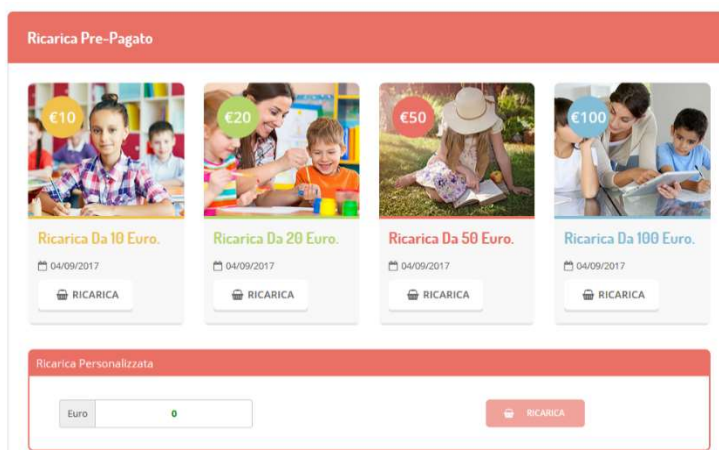 Ricarica Pre-Pagato
€10
€20
€50
€100
Ricarica Da 10 Euro.
Ricarica Da 20 Euro.
Ricarica Da 50 Euro.
Ricarica Da 100 Euro.
04/09/2017
04/09/2017
04/09/2017
04/09/2017
RICARICA
RICARICA
RICARICA
RICARICA
Ricarica Personalizzata
Euro
0
RICARICA